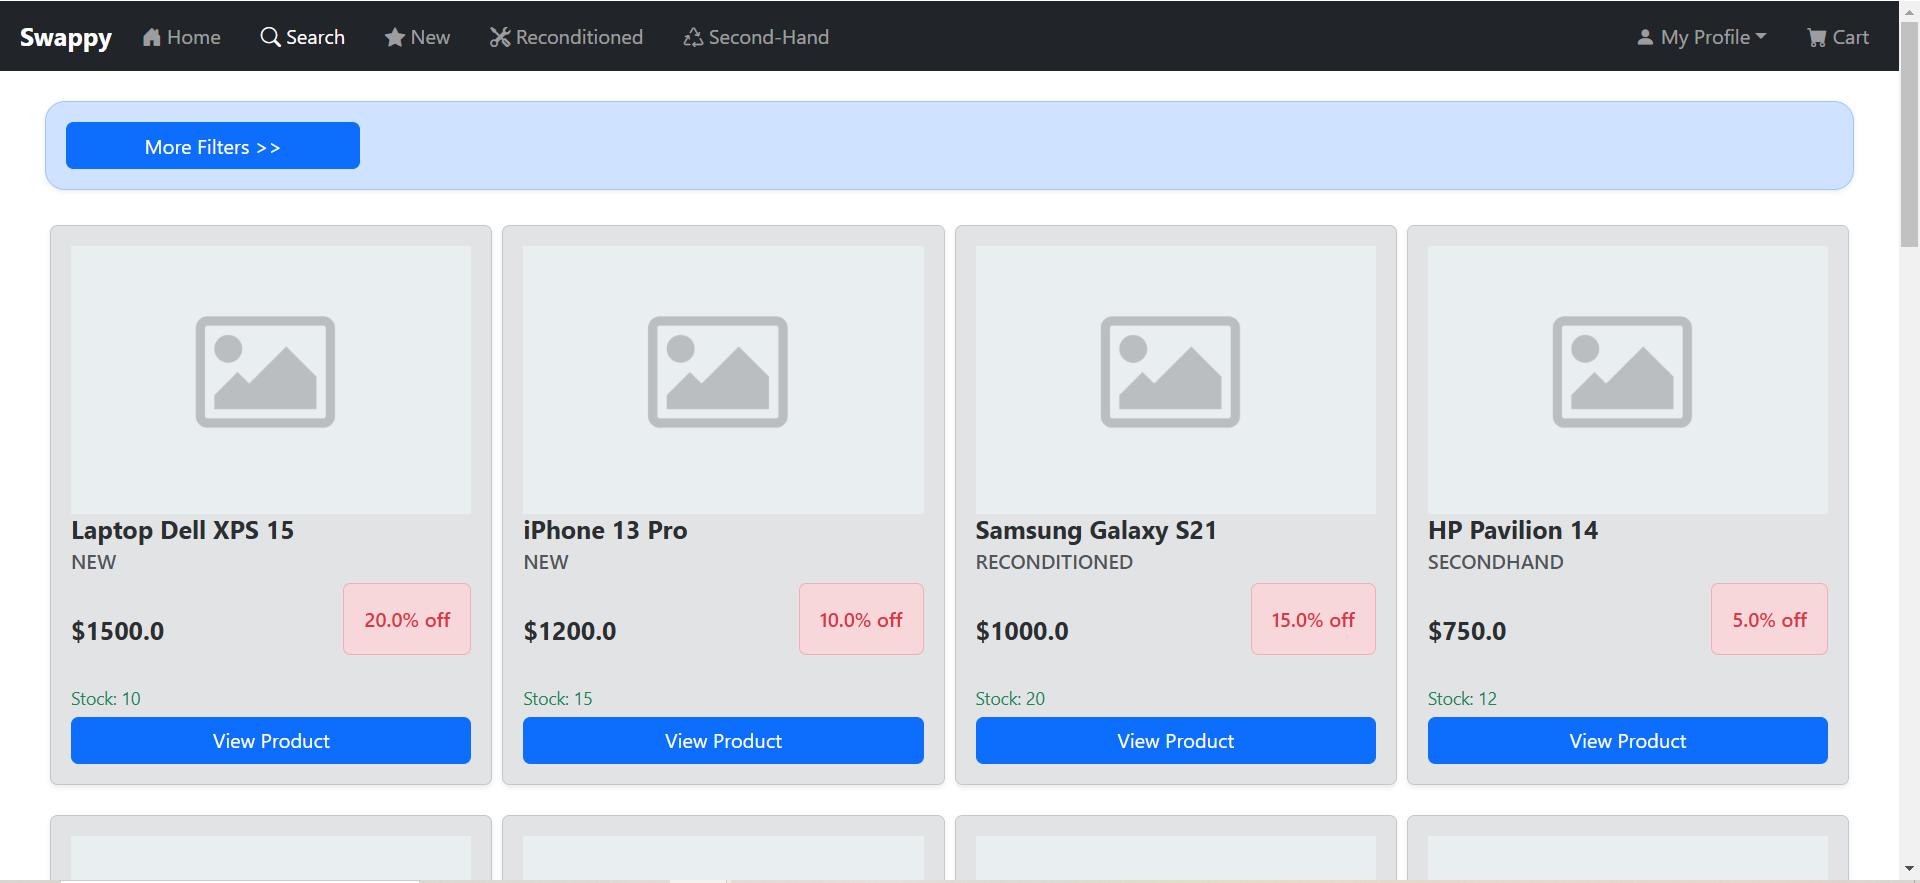 Swappy Home Search New Reconditioned Second-Hand My Profile Cart
More Filters >>
Laptop Dell XPS 15
NEW
$1500.0
20.0% off
Stock: 10
View Product
iPhone 13 Pro
NEW
$1200.0
10.0% off
Stock: 15
View Product
Samsung Galaxy S21
RECONDITIONED
$1000.0
15.0% off
Stock: 20
View Product
HP Pavilion 14
SECONDHAND
$750.0
5.0% off
Stock: 12
View Product